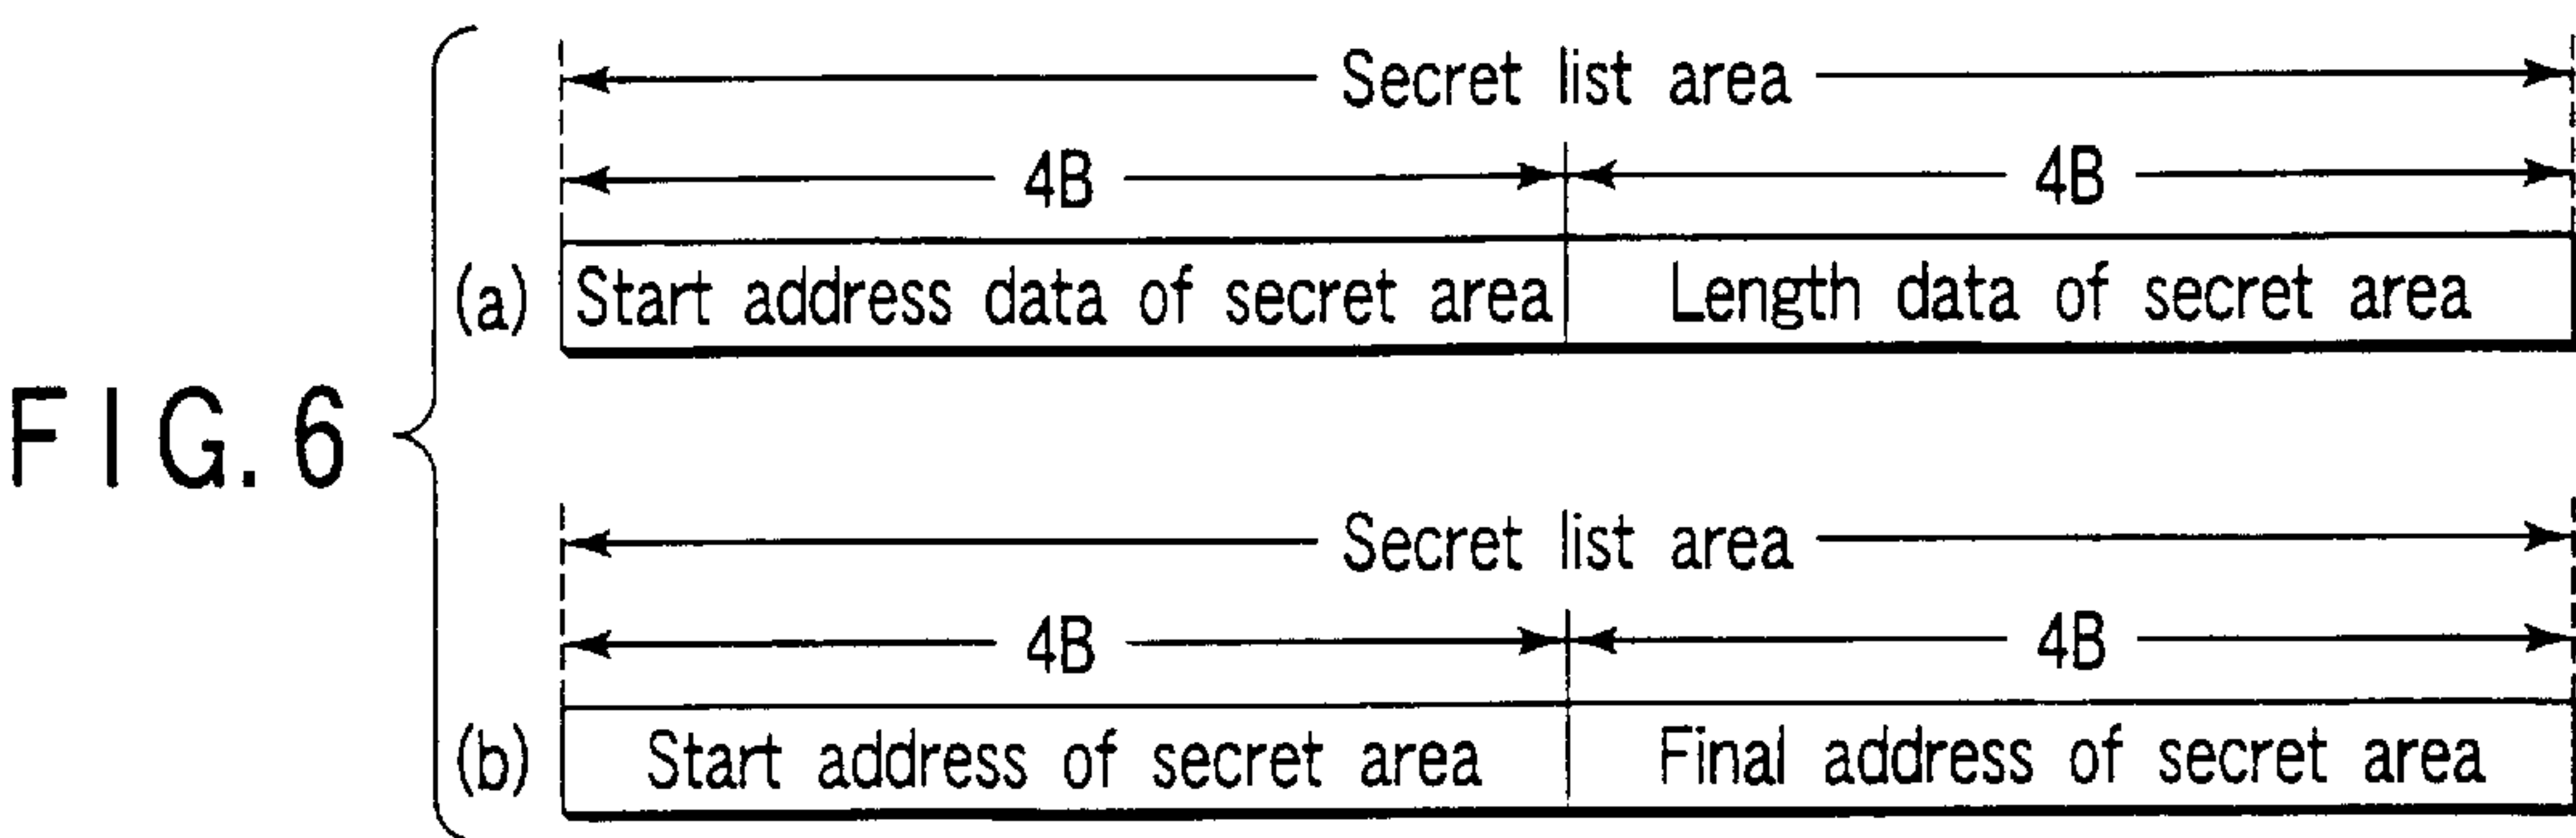 Secret list area
4B 4B
(a) Start address data of secret area Length data of secret area
FIG. 6
Secret list area
4B 4B
(b) Start address of secret area Final address of secret area